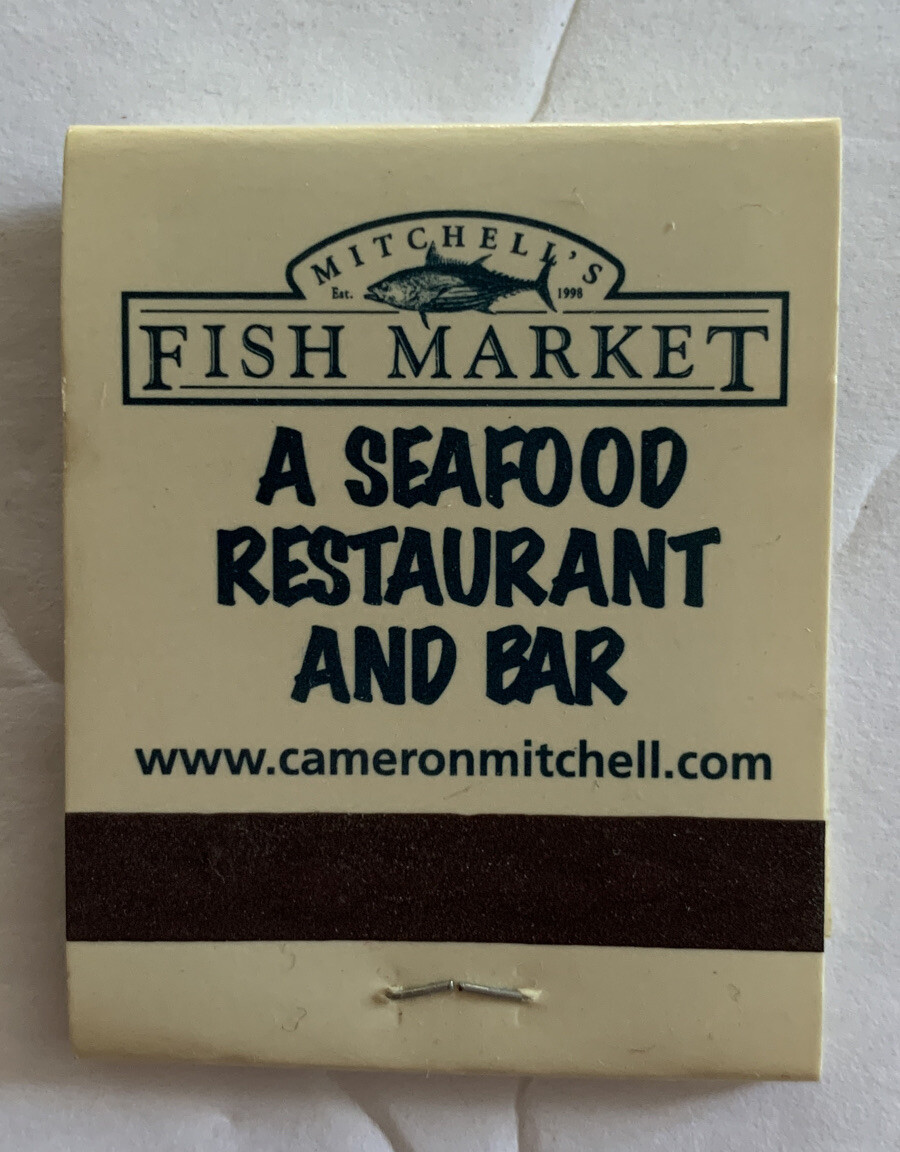 MITCHELL'S
Est. 1998
FISH MARKET
A SEAFOOD
RESTAURANT
AND BAR
www.cameronmitchell.com